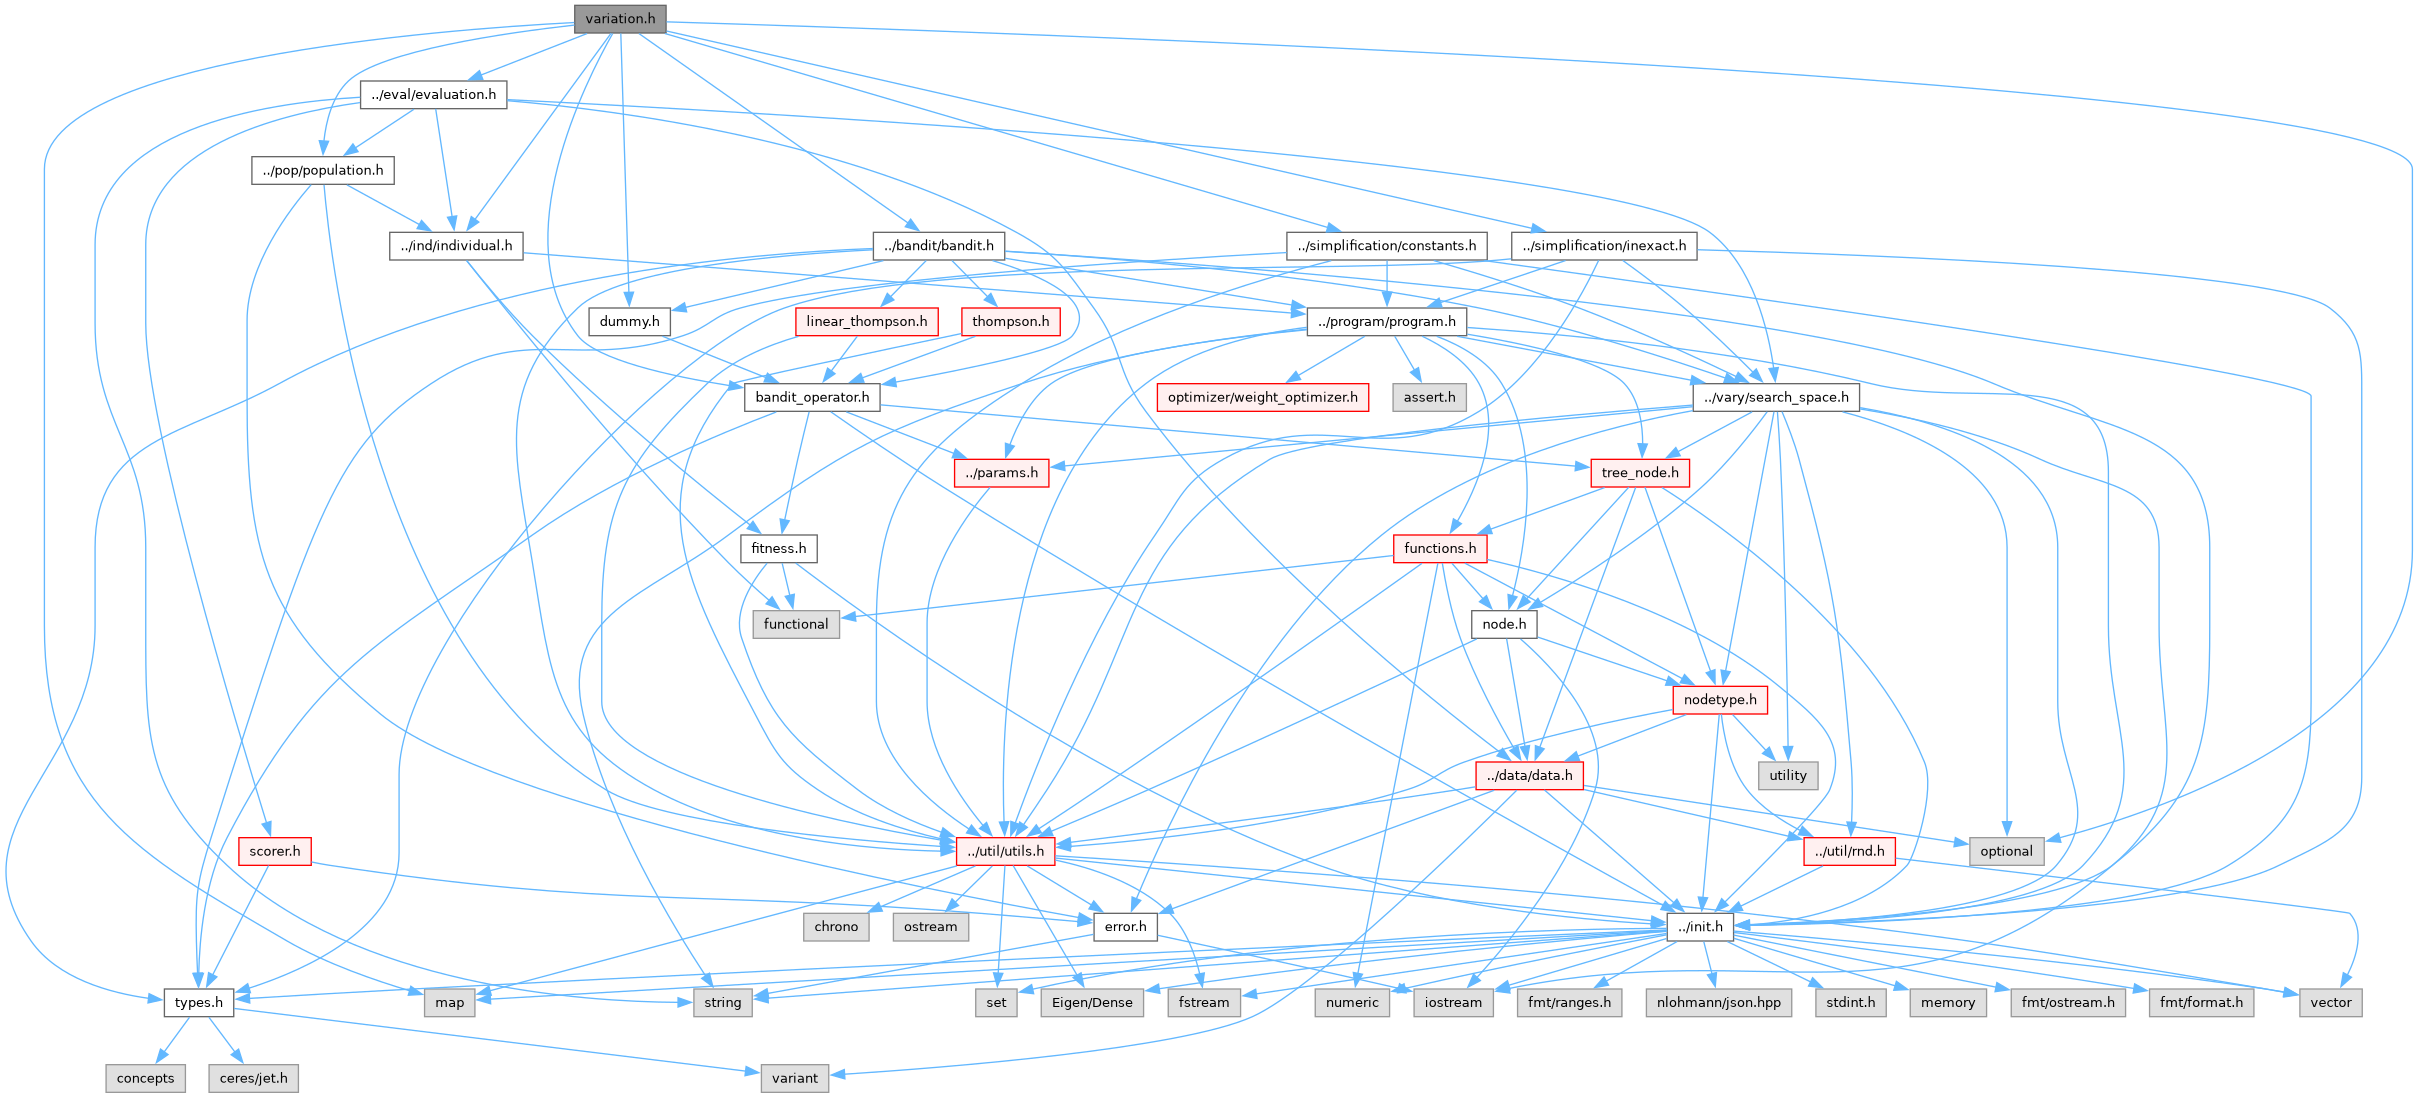 variation.h
../eval/evaluation.h
../pop/population.h
../ind/individual.h
../bandit/bandit.h
../simplification/constants.h
../simplification/inexact.h
dummy.h
linear_thompson.h
thompson.h
../program/program.h
bandit_operator.h
optimizer/weight_optimizer.h
assert.h
../vary/search_space.h
../params.h
tree_node.h
fitness.h
functions.h
functional
node.h
nodetype.h
../data/data.h
utility
scorer.h
../util/utils.h
../util/rnd.h
optional
chrono
ostream
error.h
../init.h
types.h
map
string
set
Eigen/Dense
fstream
numeric
iostream
fmt/ranges.h
nlohmann/json.hpp
stdint.h
memory
fmt/ostream.h
fmt/format.h
vector
concepts
ceres/jet.h
variant